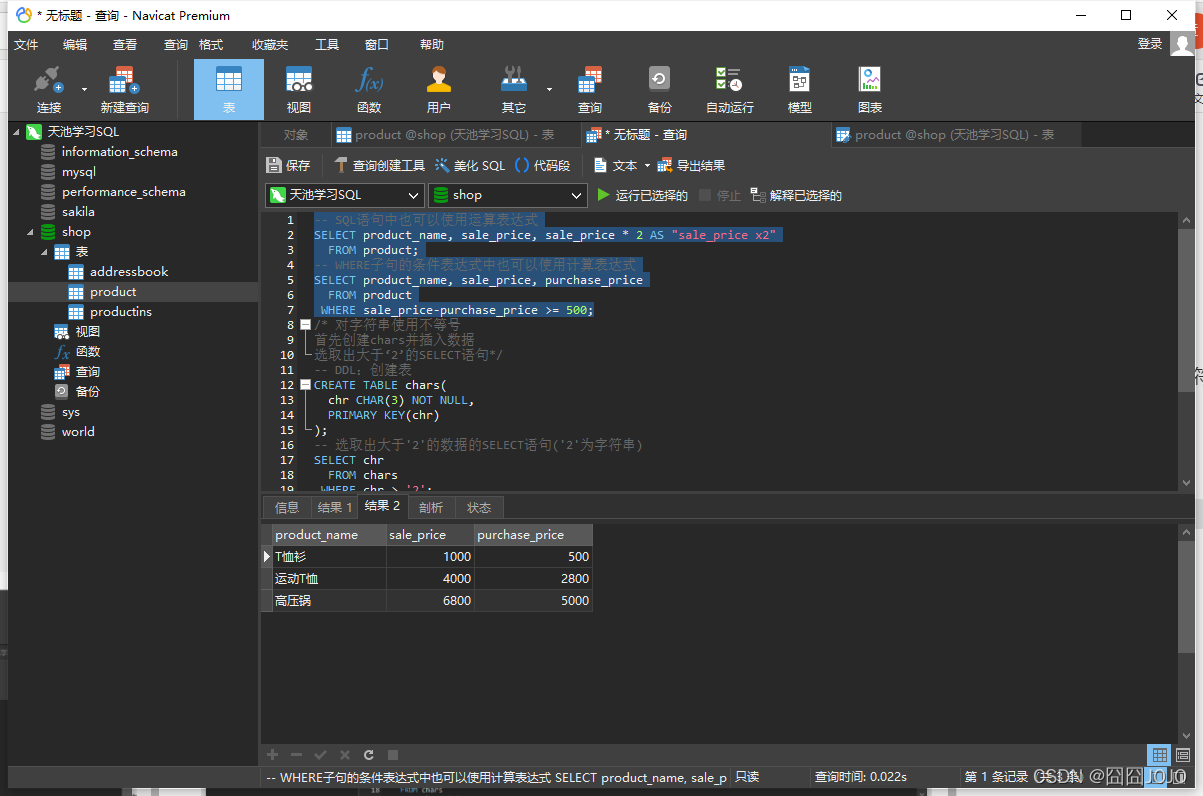 * 无标题 - 查询 - Navicat Premium
文件 编辑 查看 查询 格式 收藏夹 工具 窗口 帮助 登录
连接 新建查询 表 视图 函数 用户 其它 查询 备份 自动运行 模型 图表
天池学习SQL
information_schema
mysql
performance_schema
sakila
shop
表
addressbook
product
productins
视图
函数
查询
备份
sys
world
对象 product @shop (天池学习SQL) - 表 * 无标题 - 查询 product @shop (天池学习SQL) - 表
保存 查询创建工具 美化 SQL () 代码段 文本 导出结果
天池学习SQL shop 运行已选择的 停止 解释已选择的
1 -- SQL语句中也可以使用运算表达式
2 SELECT product_name, sale_price, sale_price * 2 AS "sale_price x2"
3 FROM product;
4 -- WHERE子句的条件表达式中也可以使用计算表达式
5 SELECT product_name, sale_price, purchase_price
6 FROM product
7 WHERE sale_price-purchase_price >= 500;
8 /* 对字符串使用不等号
9 首先创建chars并插入数据
10 选取出大于‘2’的SELECT语句*/
11 -- DDL：创建表
12 CREATE TABLE chars(
13 chr CHAR(3) NOT NULL,
14 PRIMARY KEY(chr)
15 );
16 -- 选取出大于'2'的数据的SELECT语句('2'为字符串)
17 SELECT chr
18 FROM chars
19 WHERE chr > '2';
信息 结果 1 结果 2 剖析 状态
product_name sale_price purchase_price
T恤衫 1000 500
运动T恤 4000 2800
高压锅 6800 5000
-- WHERE子句的条件表达式中也可以使用计算表达式 SELECT product_name, sale_p 只读 查询时间: 0.022s 第 1 条记录 (共 3 条)
CSDN @囧囧JOJO
18 FROM chars